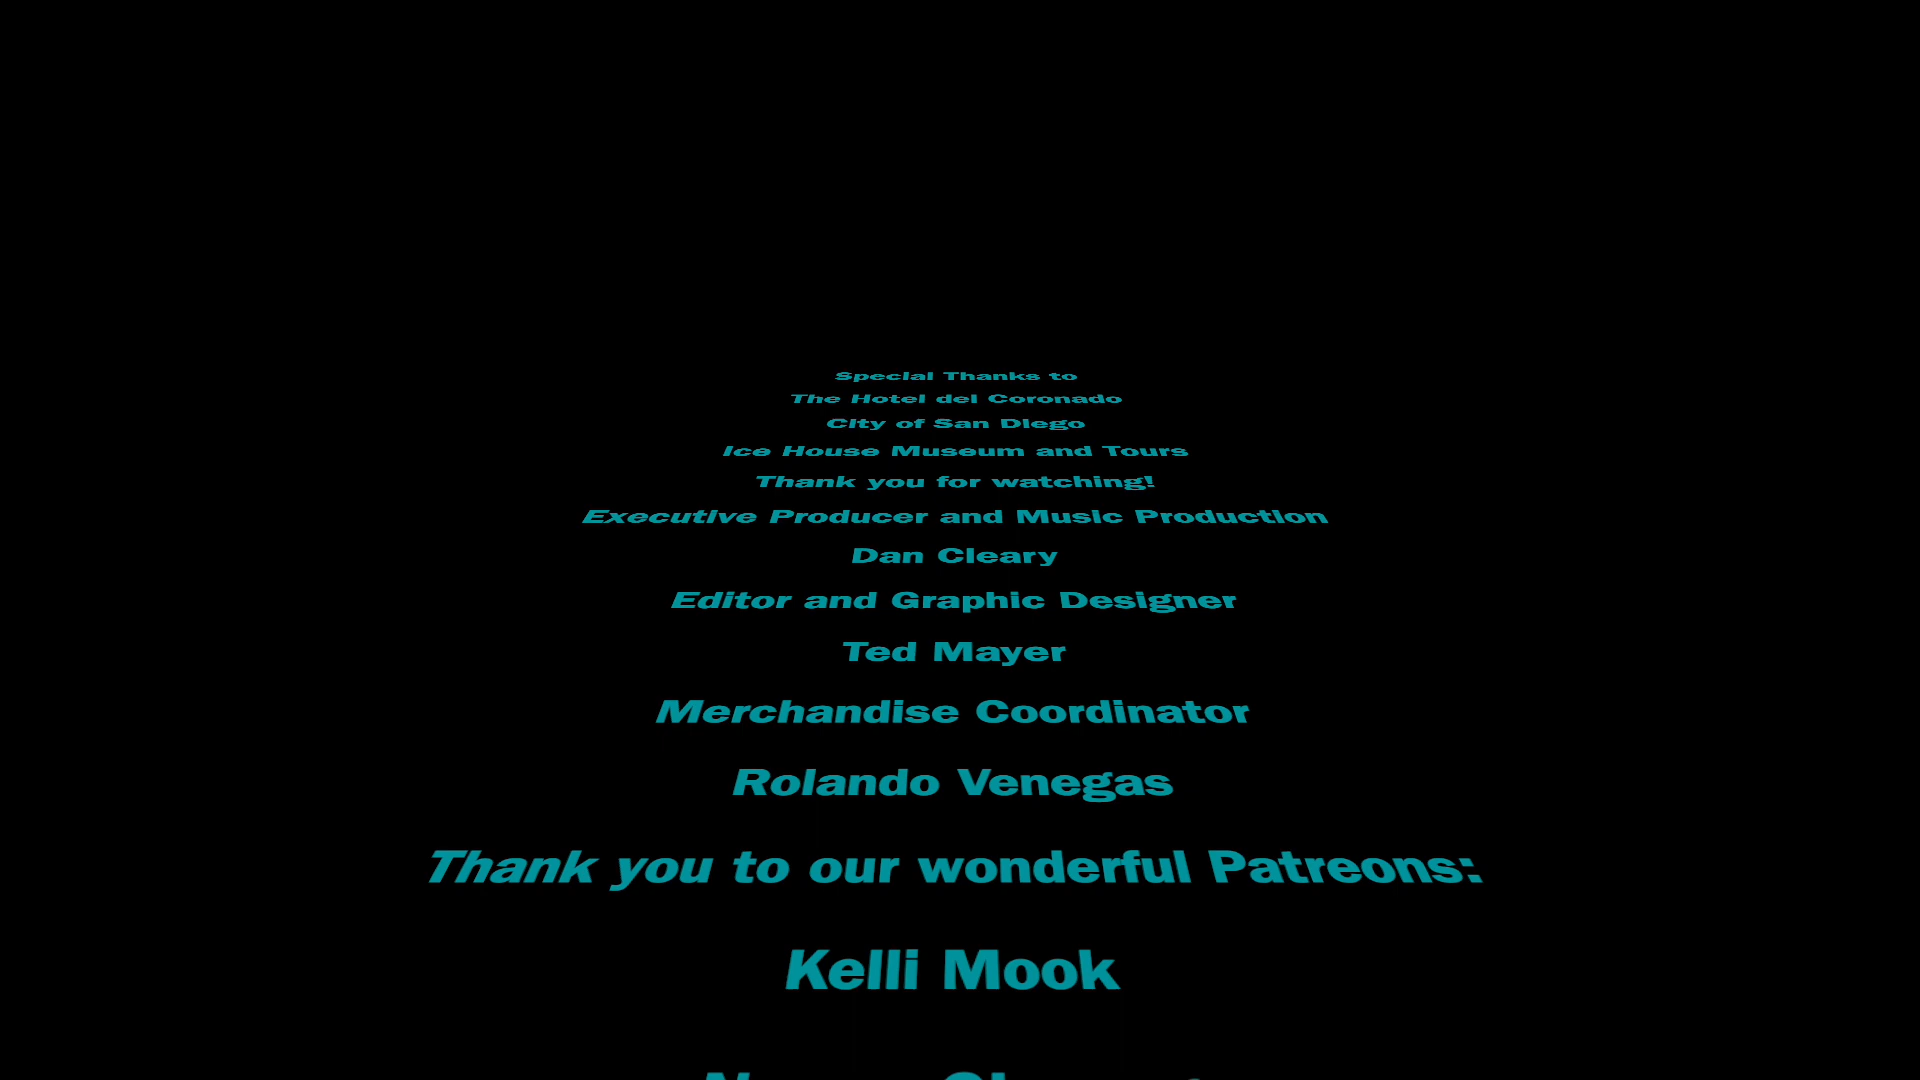 Special Thanks to
The Hotel del Coronado
City of San Diego
Ice House Museum and Tours
Thank you for watching!
Executive Producer and Music Production
Dan Cleary
Editor and Graphic Designer
Ted Mayer
Merchandise Coordinator
Rolando Venegas
Thank you to our wonderful Patreons:
Kelli Mook